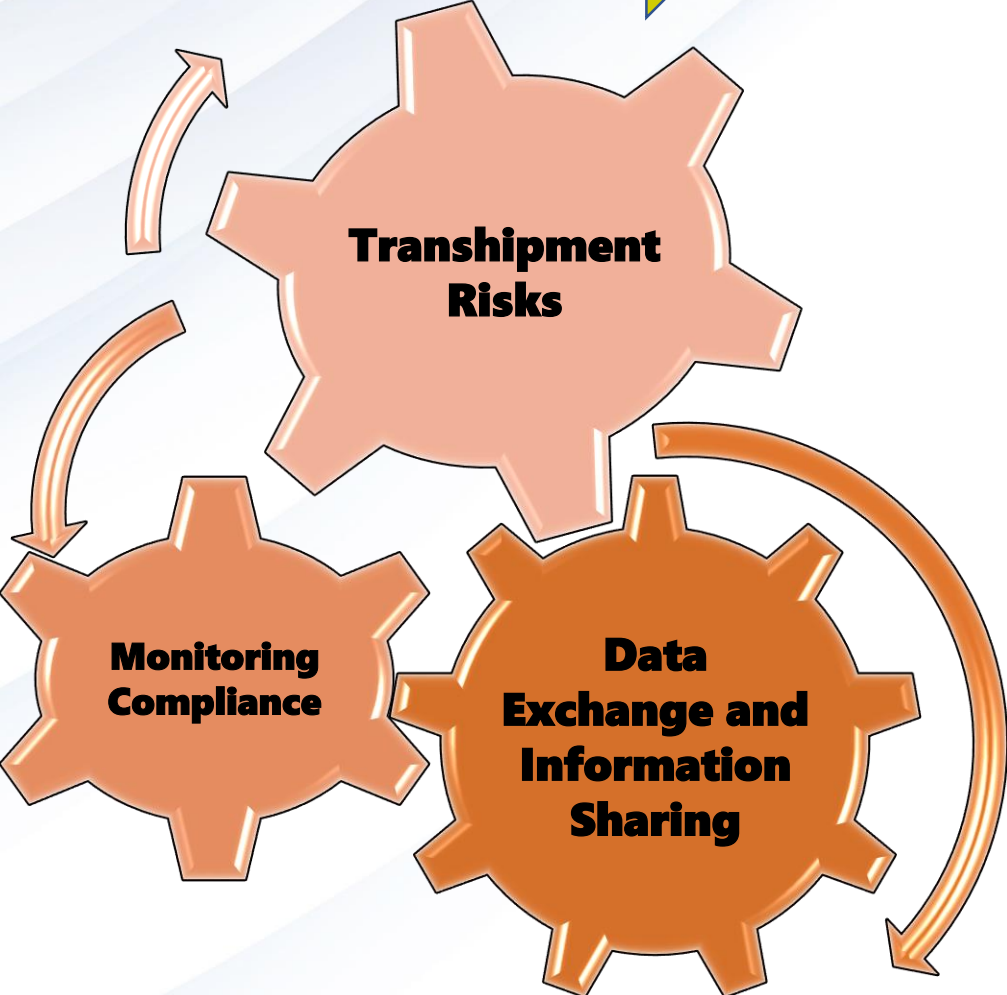 Transhipment
Risks
Monitoring
Compliance
Data
Exchange and
Information
Sharing